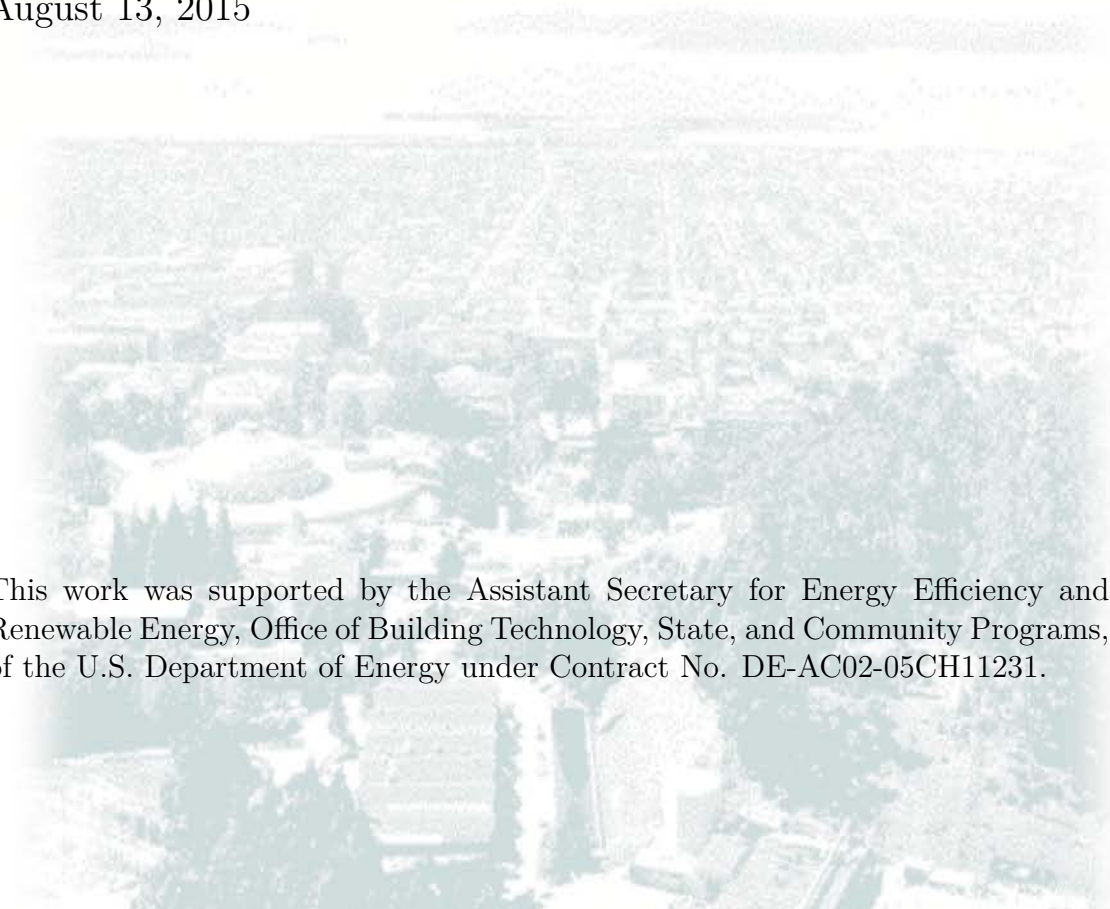 August 13, 2015
This work was supported by the Assistant Secretary for Energy Efficiency and
Renewable Energy, Office of Building Technology, State, and Community Programs,
of the U.S. Department of Energy under Contract No. DE-AC02-05CH11231.